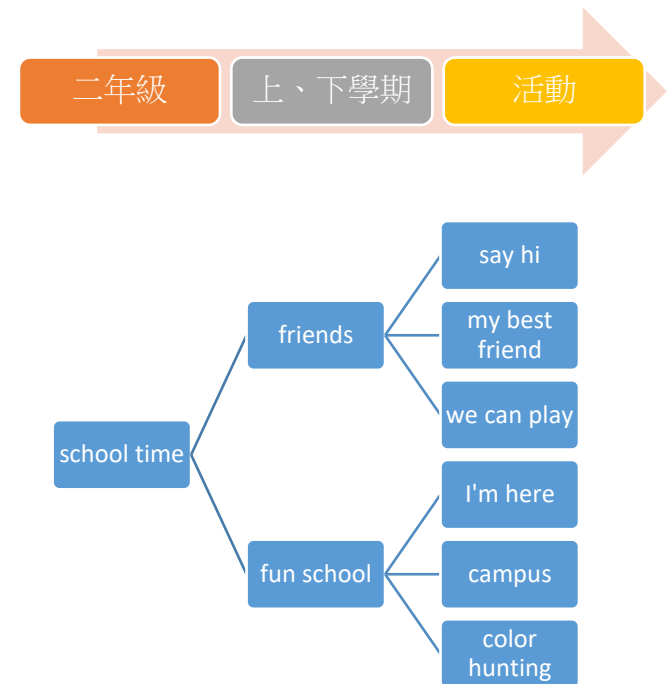 二年級
上、下學期
活動
say hi
friends
my best
friend
we can play
school time
I'm here
fun school
campus
color
hunting